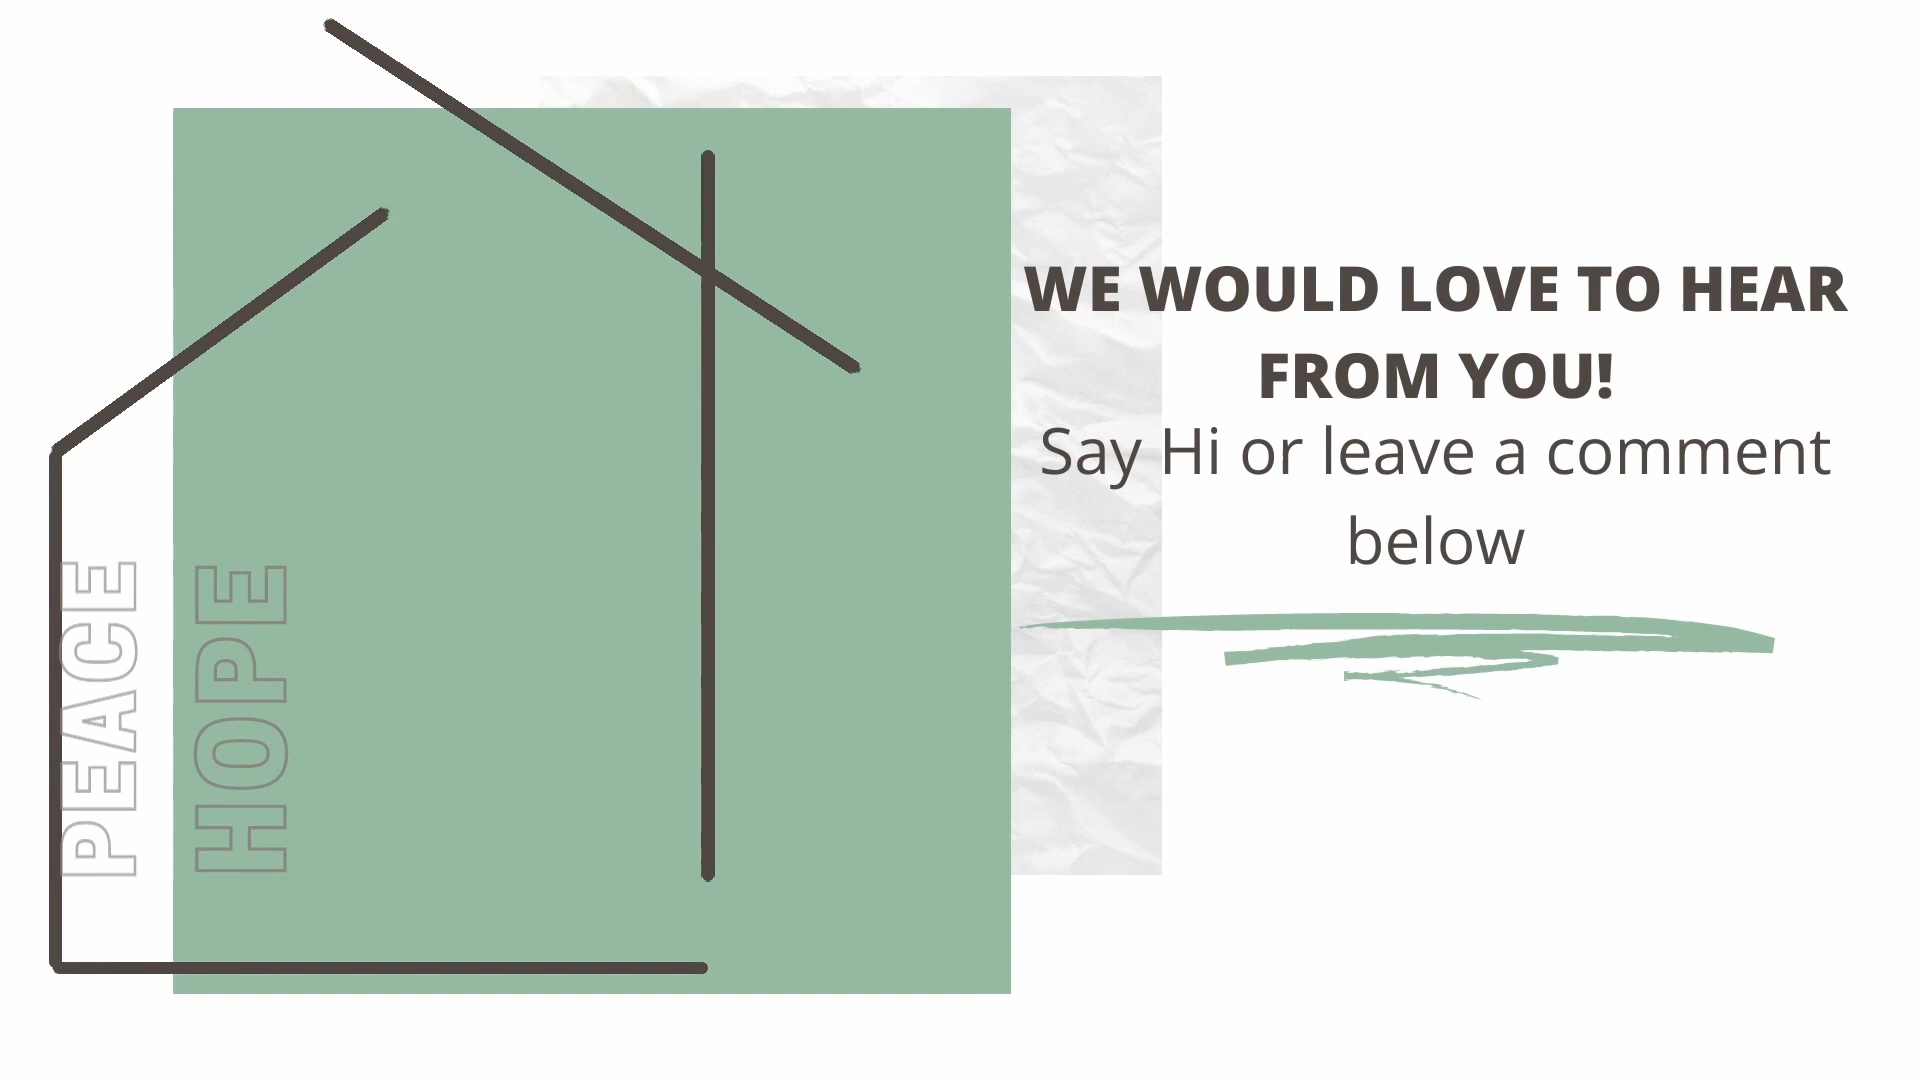 WE WOULD LOVE TO HEAR
FROM YOU!
Say Hi or leave a comment
below
PEACE
HOPE